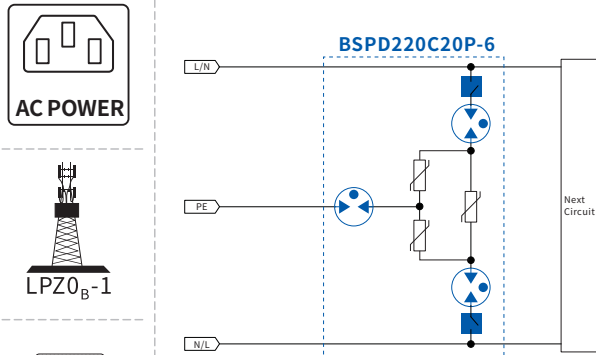 AC POWER
LPZ0B-1
BSPD220C20P-6
L/N
PE
N/L
Next
Circuit